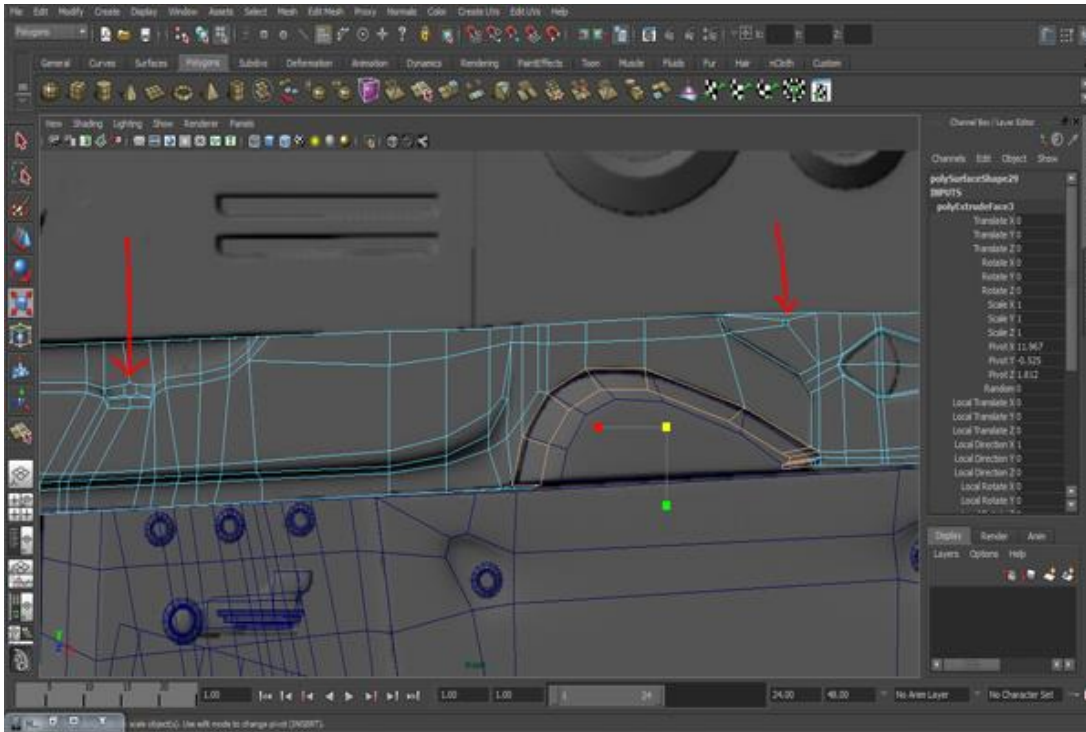 File Edit Modify Create Display Window Assets Select Mesh Edit Mesh Proxy Normals Color Create UVs Edit UVs Help
Polygons X: Y: Z:
General Curves Surfaces Polygons Subdivs Deformation Animation Dynamics Rendering PaintEffects Toon Muscle Fluids Fur Hair nCloth Custom
View Shading Lighting Show Renderer Panels
Channel Box / Layer Editor
Channels Edit Object Show
polySurfaceShape29
INPUTS
polyExtrudeFace3
Translate X 0
Translate Y 0
Translate Z 0
Rotate X 0
Rotate Y 0
Rotate Z 0
Scale X 1
Scale Y 1
Scale Z 1
Pivot X 11.967
Pivot Y -0.525
Pivot Z 1.812
Random 0
Local Translate X 0
Local Translate Y 0
Local Translate Z 0
Local Direction X 1
Local Direction Y 0
Local Direction Z 0
Local Rotate X 0
Local Rotate Y 0
Display Render Anim
Layers Options Help
front
5 10 15 20
1.00 1.00 1.00 1 24 24.00 48.00 No Anim Layer No Character Set
scale object(s). Use edit mode to change pivot (INSERT).